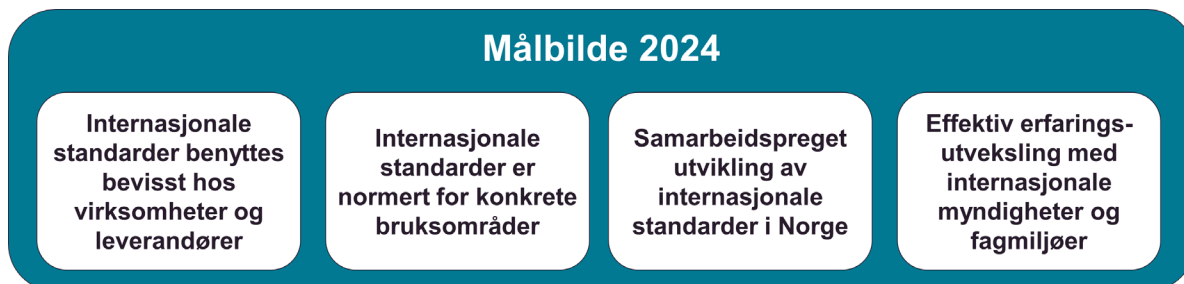 Målbilde 2024
Internasjonale
standarder benyttes
bevisst hos
virksomheter og
leverandører
Internasjonale
standarder er
normert for konkrete
bruksområder
Samarbeidspreget
utvikling av
internasjonale
standarder i Norge
Effektiv erfarings-
utveksling med
internasjonale
myndigheter og
fagmiljøer